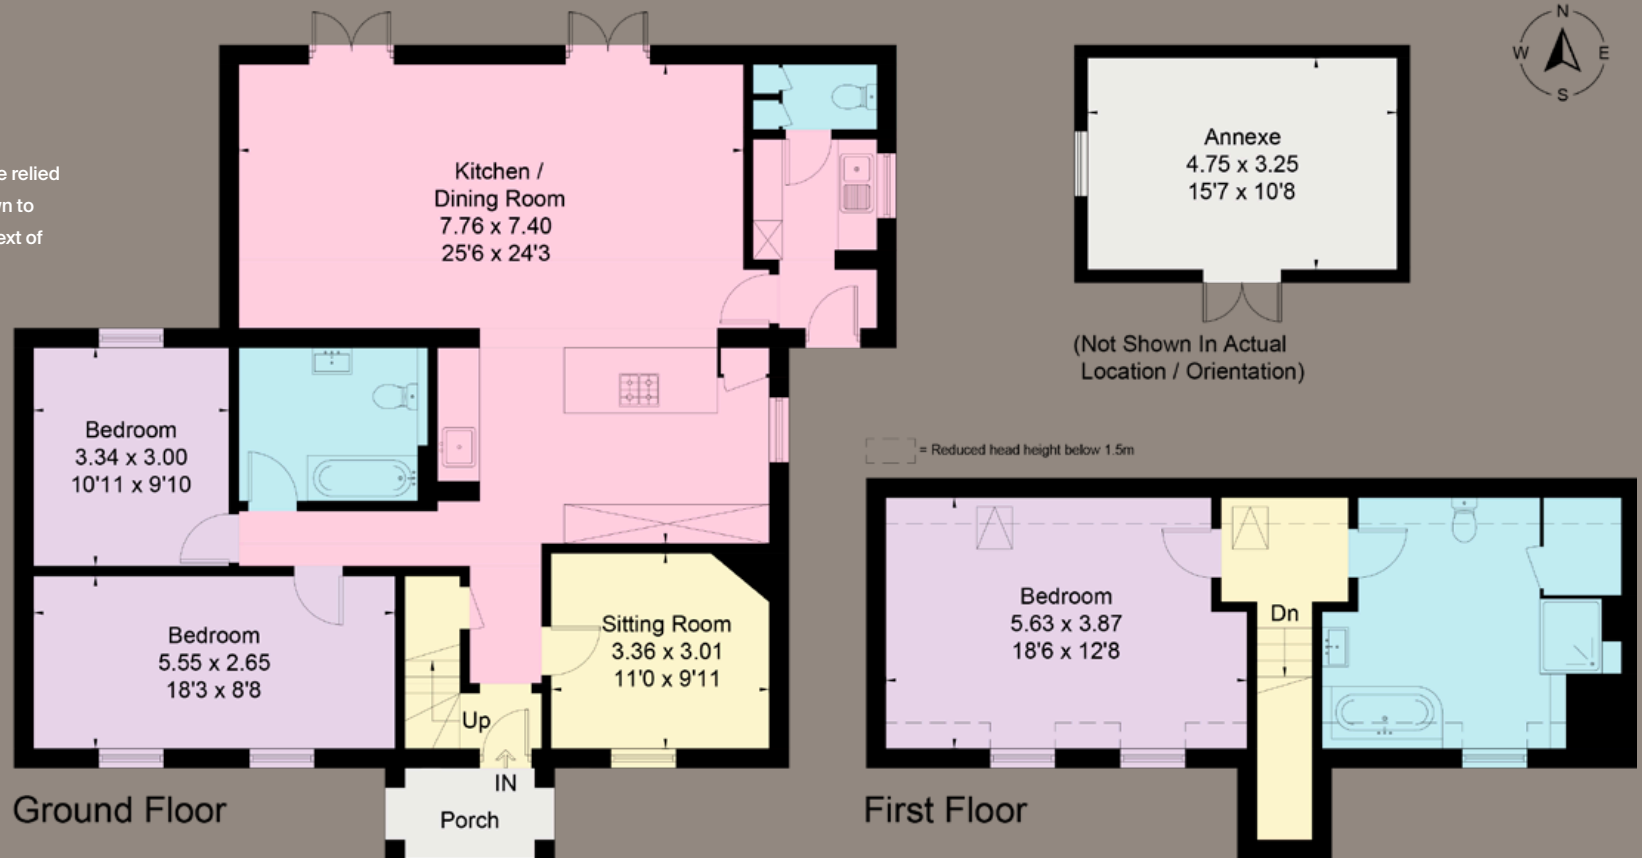 e relied
vn to
ext of
Kitchen /
Dining Room
7.76 x 7.40
25'6 x 24'3
Annexe
4.75 x 3.25
15'7 x 10'8
(Not Shown In Actual
Location / Orientation)
N
W E
S
Bedroom
3.34 x 3.00
10'11 x 9'10
Bedroom
5.55 x 2.65
18'3 x 8'8
Sitting Room
3.36 x 3.01
11'0 x 9'11
Up
IN
Porch
Ground Floor
= Reduced head height below 1.5m
Bedroom
5.63 x 3.87
18'6 x 12'8
Dn
First Floor